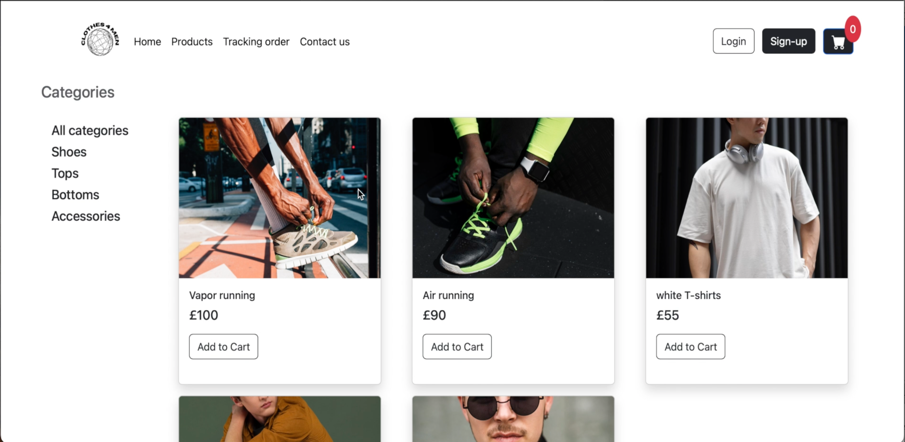 CLOTHES 4 MEN
Home Products Tracking order Contact us
Login Sign-up 0
Categories
All categories
Shoes
Tops
Bottoms
Accessories
Vapor running
£100
Add to Cart
Air running
£90
Add to Cart
white T-shirts
£55
Add to Cart